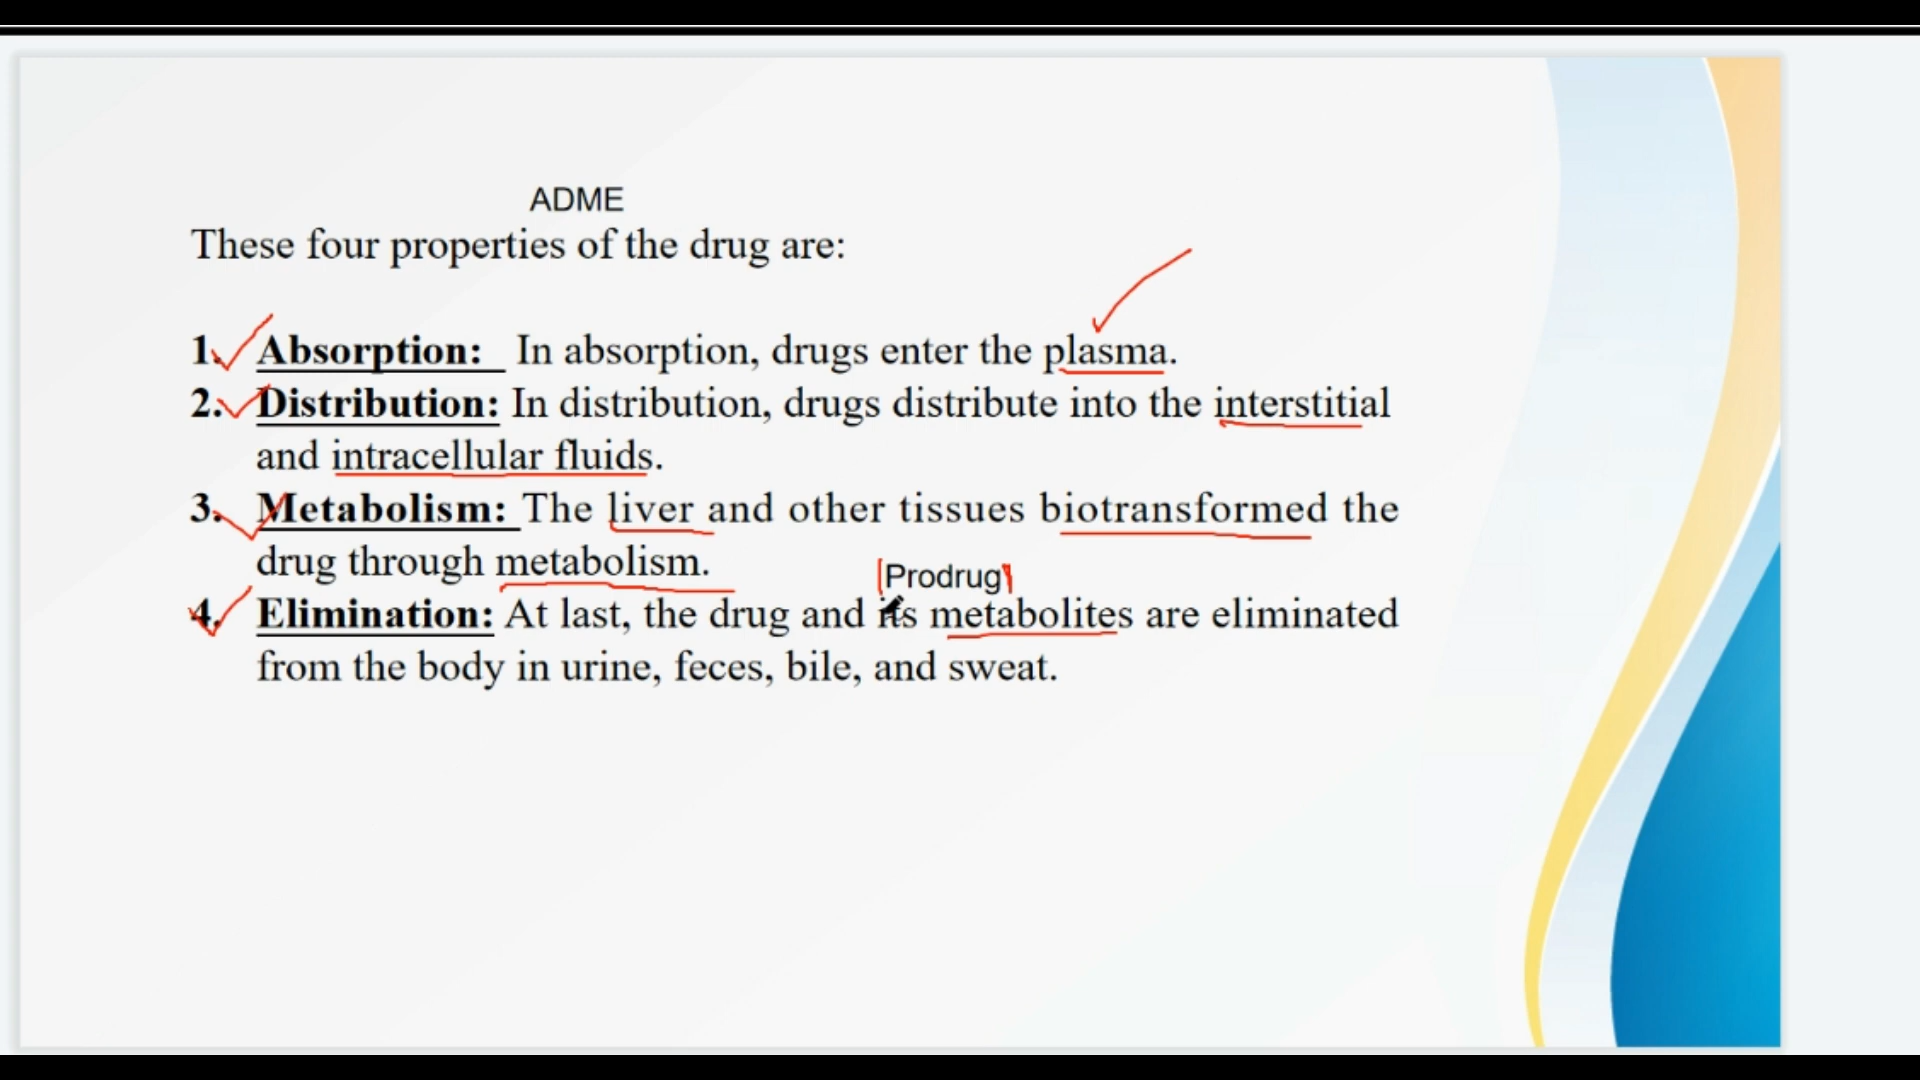 ADME
These four properties of the drug are:
1. Absorption: In absorption, drugs enter the plasma.
2. Distribution: In distribution, drugs distribute into the interstitial
and intracellular fluids.
3. Metabolism: The liver and other tissues biotransformed the
drug through metabolism.
Prodrug
4. Elimination: At last, the drug and its metabolites are eliminated
from the body in urine, feces, bile, and sweat.